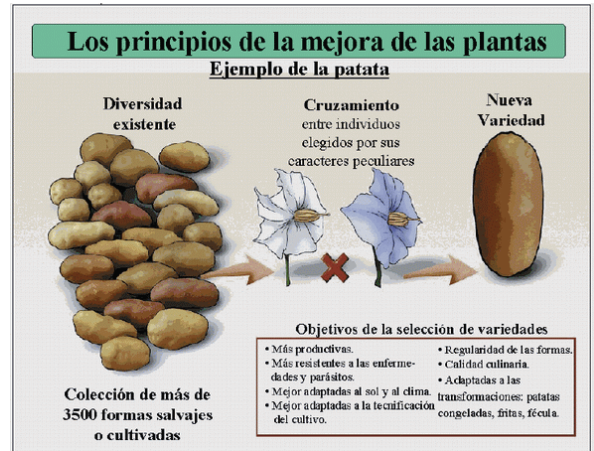 Los principios de la mejora de las plantas
Ejemplo de la patata
Diversidad
existente
Cruzamiento
entre individuos
elegidos por sus
caracteres peculiares
Nueva
Variedad
Colección de más de
3500 formas salvajes
o cultivadas
Objetivos de la selección de variedades
• Más productivas.
• Más resistentes a las enferme-
dades y parásitos.
• Mejor adaptadas al sol y al clima.
• Mejor adaptadas a la tecnificación
del cultivo.
• Regularidad de las formas.
• Calidad culinaria.
• Adaptadas a las
transformaciones: patatas
congeladas, fritas, fécula.